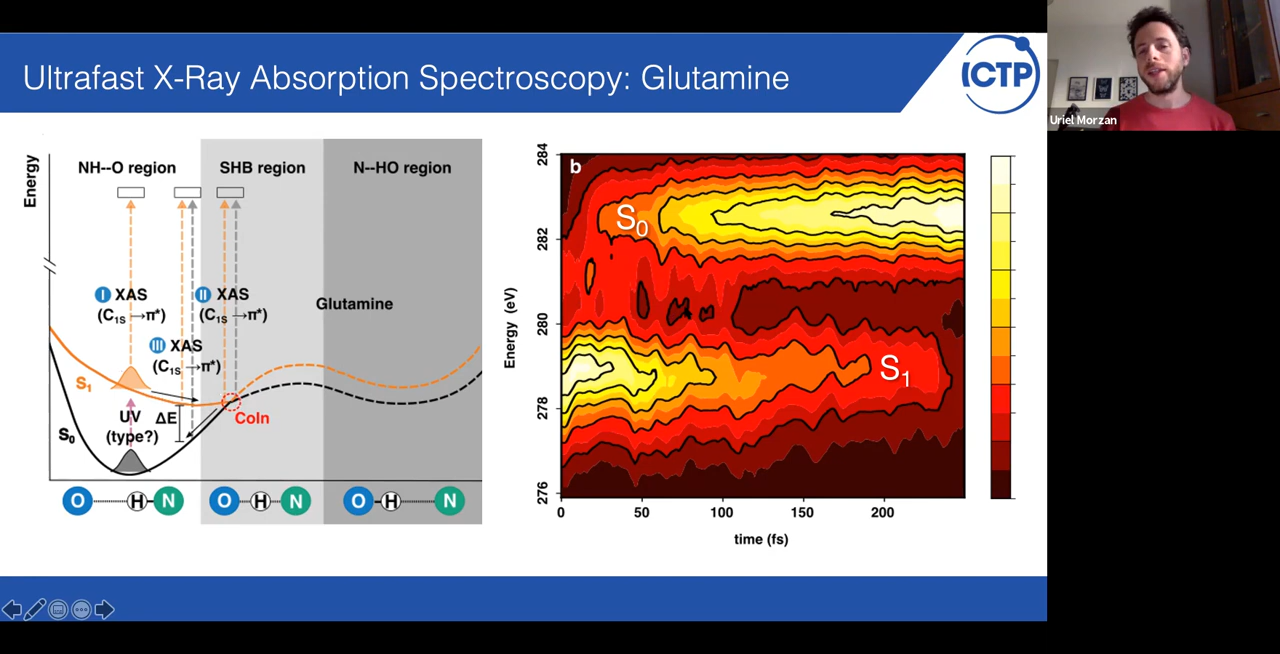 Ultrafast X-Ray Absorption Spectroscopy: Glutamine
ICTP
Uriel Morzan
Energy
NH--O region
SHB region
N--HO region
I XAS
(C1S →π*)
II XAS
(C1S →π*)
III XAS
(C1S →π*)
Glutamine
S1
S0
UV
(type?)
ΔE
CoIn
O H N
O H N
O H N
b
S0
S1
Energy (eV)
284
282
280
278
276
0 50 100 150 200
time (fs)